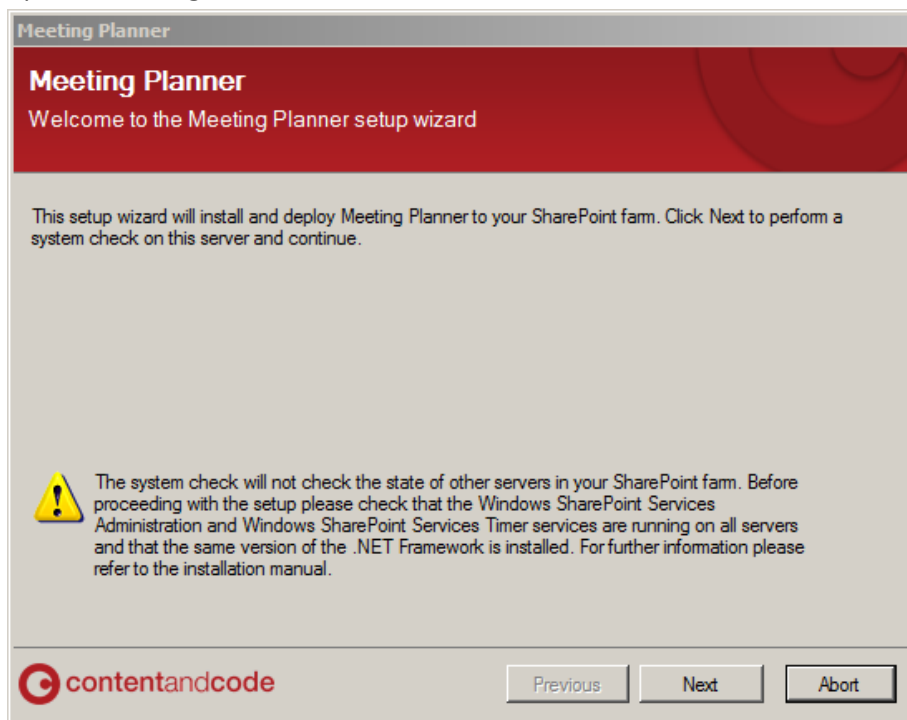 Meeting Planner
Meeting Planner
Welcome to the Meeting Planner setup wizard
This setup wizard will install and deploy Meeting Planner to your SharePoint farm. Click Next to perform a
system check on this server and continue.
The system check will not check the state of other servers in your SharePoint farm. Before
proceeding with the setup please check that the Windows SharePoint Services
Administration and Windows SharePoint Services Timer services are running on all servers
and that the same version of the .NET Framework is installed. For further information please
refer to the installation manual.
contentandcode
Previous Next Abort